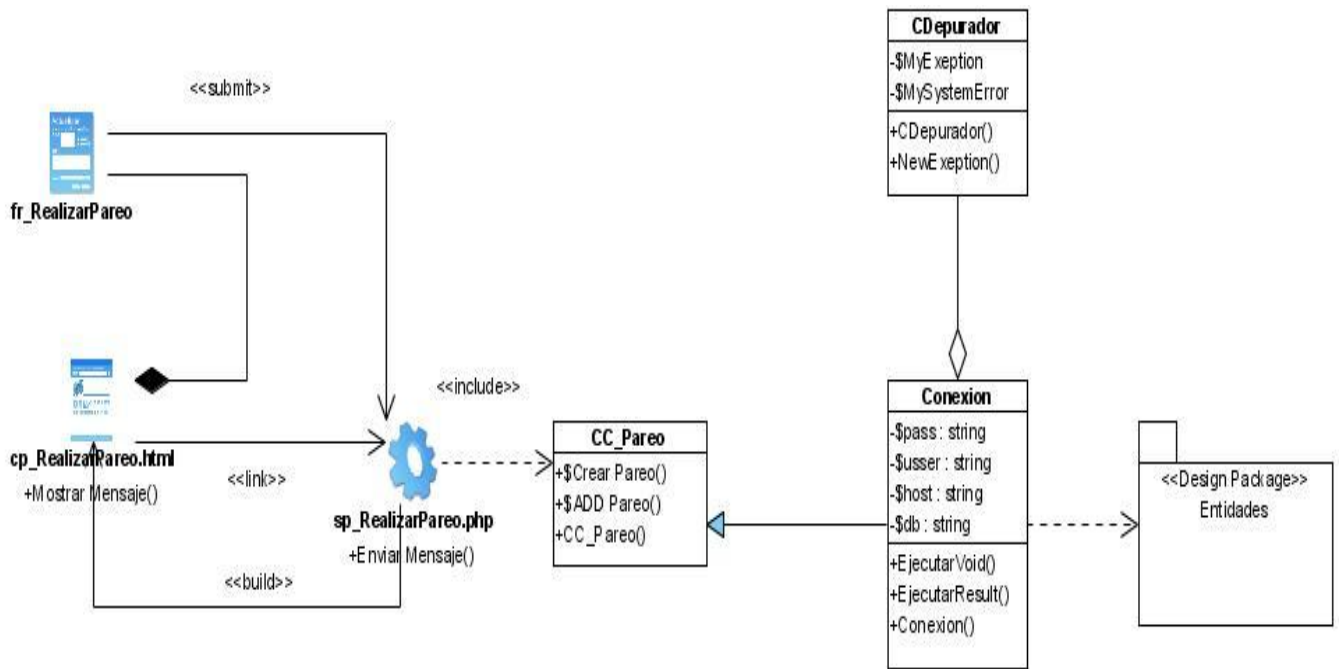 CDepurador
-$MyExeption
-$MySystemError
+CDepurador()
+NewExeption()
<<submit>>
fr_RealizarPareo
<<include>>
cp_RealizarPareo.html
+Mostrar Mensaje()
<<link>>
sp_RealizarPareo.php
+Enviar Mensaje()
<<build>>
CC_Pareo
+$Crear Pareo()
+$ADD Pareo()
+CC_Pareo()
Conexion
-$pass : string
-$usser : string
-$host : string
-$db : string
+EjecutarVoid()
+EjecutarResult()
+Conexion()
<<Design Package>>
Entidades